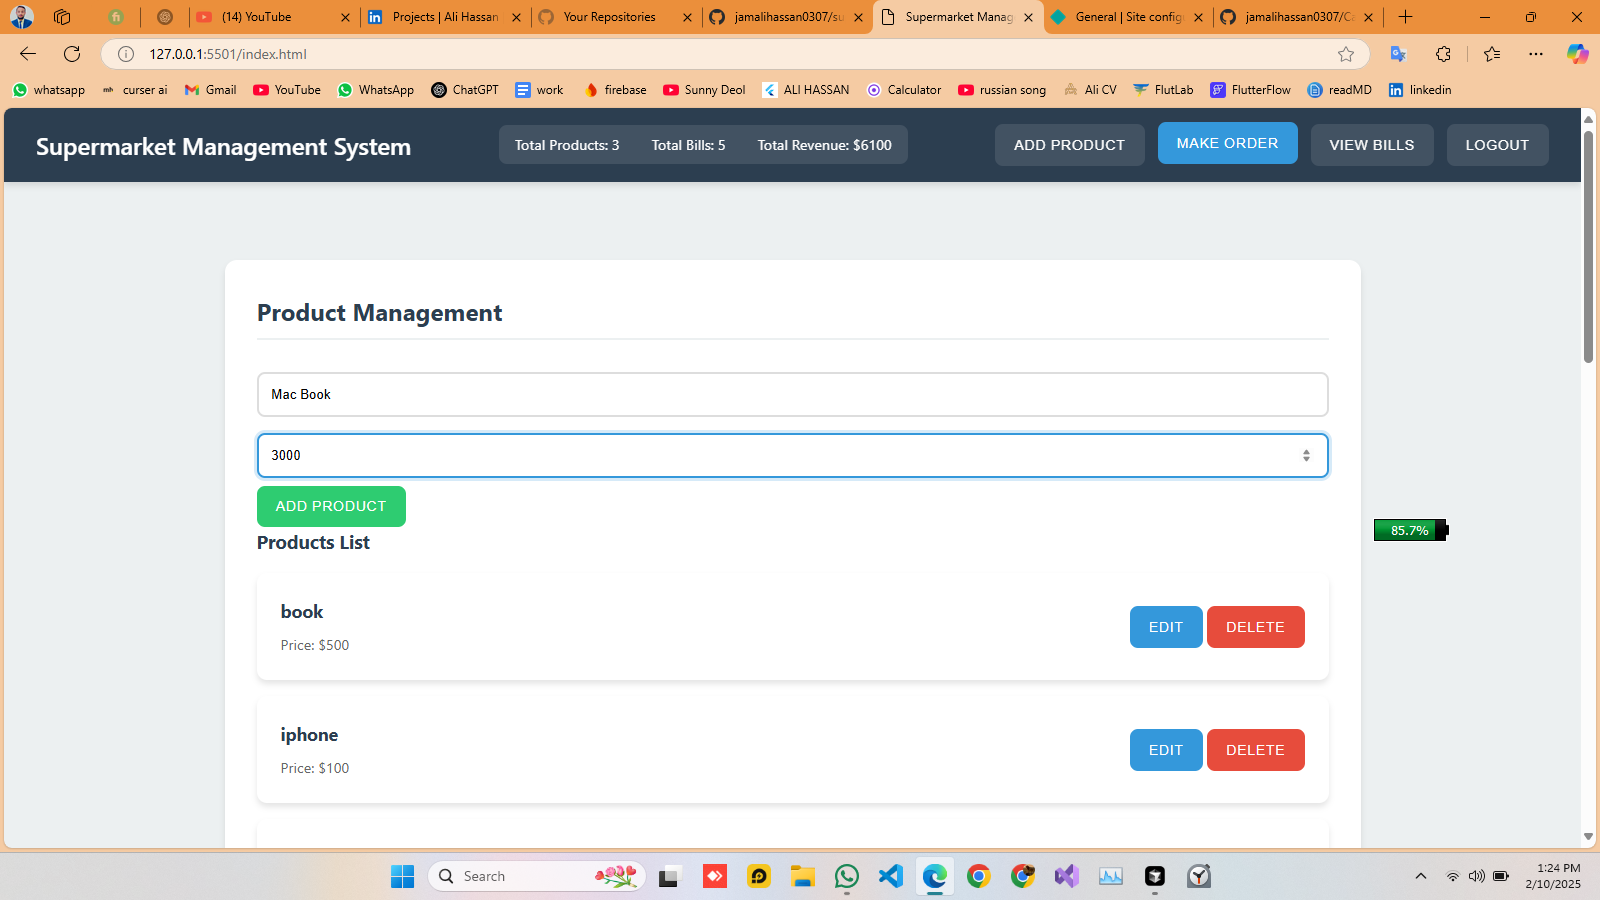 (14) YouTube
Projects | Ali Hassan
Your Repositories
jamalihassan0307/su
Supermarket Manag
General | Site config
jamalihassan0307/Ca
127.0.0.1:5501/index.html
whatsapp
mh curser ai
Gmail
YouTube
WhatsApp
ChatGPT
work
firebase
Sunny Deol
ALI HASSAN
Calculator
russian song
Ali CV
FlutLab
FlutterFlow
readMD
linkedin
Supermarket Management System
Total Products: 3
Total Bills: 5
Total Revenue: $6100
ADD PRODUCT
MAKE ORDER
VIEW BILLS
LOGOUT
Product Management
Mac Book
3000
ADD PRODUCT
Products List
85.7%
book
Price: $500
EDIT
DELETE
iphone
Price: $100
EDIT
DELETE
Search
1:24 PM
2/10/2025